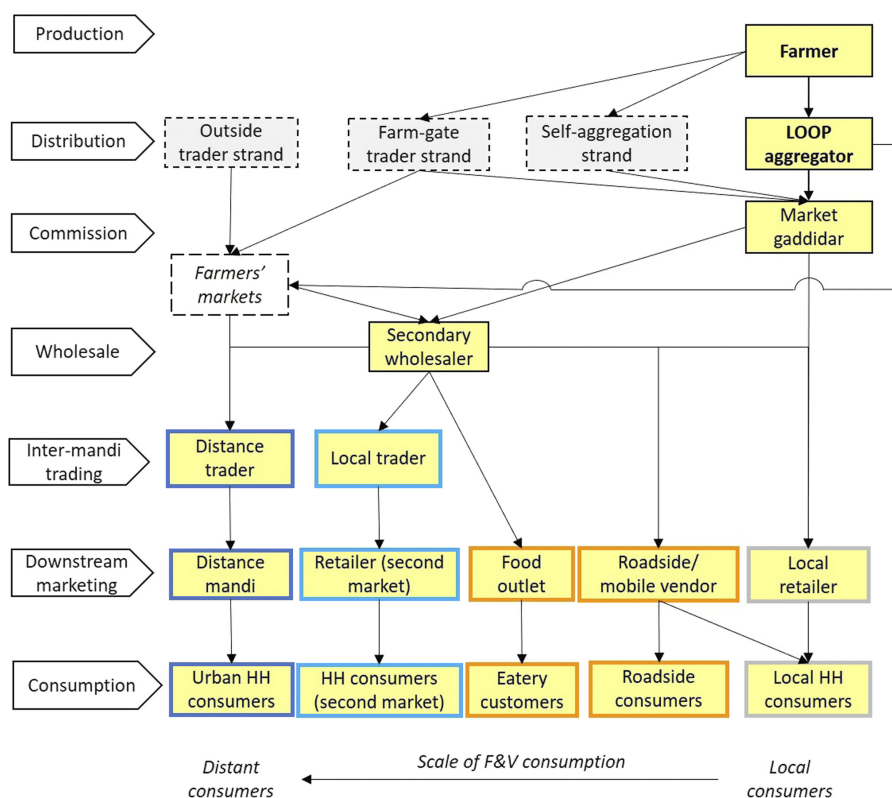 Production
Farmer
Distribution
Outside
trader strand
Farm-gate
trader strand
Self-aggregation
strand
LOOP
aggregator
Commission
Market
gaddidar
Farmers’
markets
Wholesale
Secondary
wholesaler
Inter-mandi
trading
Distance
trader
Local trader
Downstream
marketing
Distance
mandi
Retailer (second
market)
Food
outlet
Roadside/
mobile vendor
Local
retailer
Consumption
Urban HH
consumers
HH consumers
(second market)
Eatery
customers
Roadside
consumers
Local HH
consumers
Distant
consumers
Scale of F&V consumption
Local
consumers